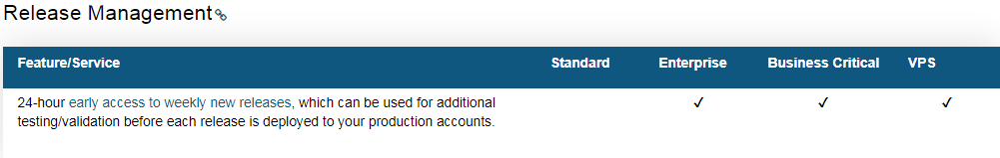 Release Management
Feature/Service Standard Enterprise Business Critical VPS
24-hour early access to weekly new releases, which can be used for additional ✓ ✓ ✓
testing/validation before each release is deployed to your production accounts.